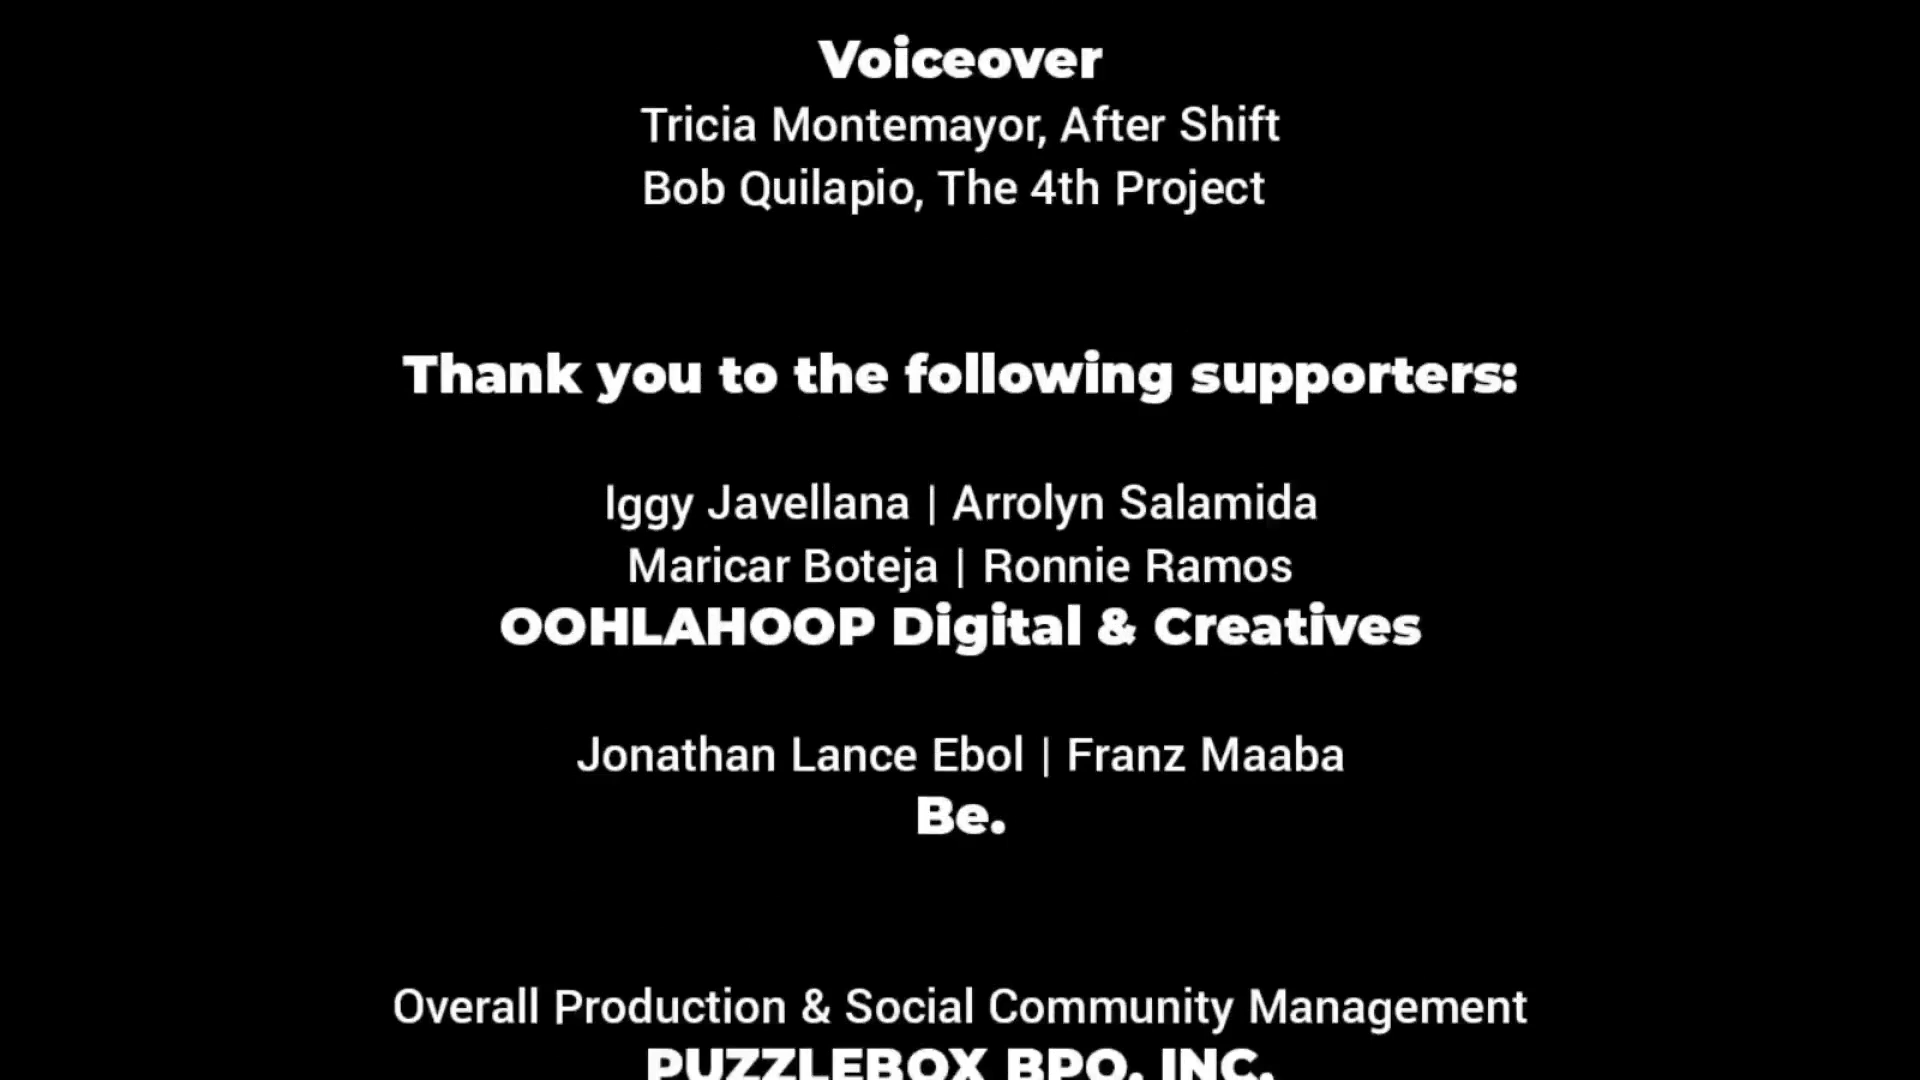 Voiceover
Tricia Montemayor, After Shift
Bob Quilapio, The 4th Project
Thank you to the following supporters:
Iggy Javellana | Arrolyn Salamida
Maricar Boteja | Ronnie Ramos
OOHLAHOOP Digital & Creatives
Jonathan Lance Ebol | Franz Maaba
Be.
Overall Production & Social Community Management
PUZZLEBOX BPO, INC.